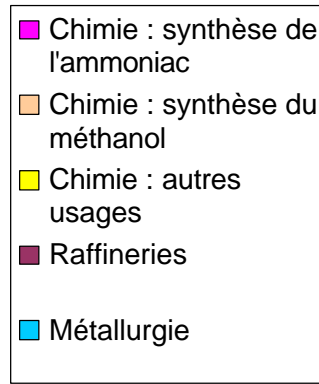 Chimie : synthèse de
l'ammoniac
Chimie : synthèse du
méthanol
Chimie : autres
usages
Raffineries
Métallurgie